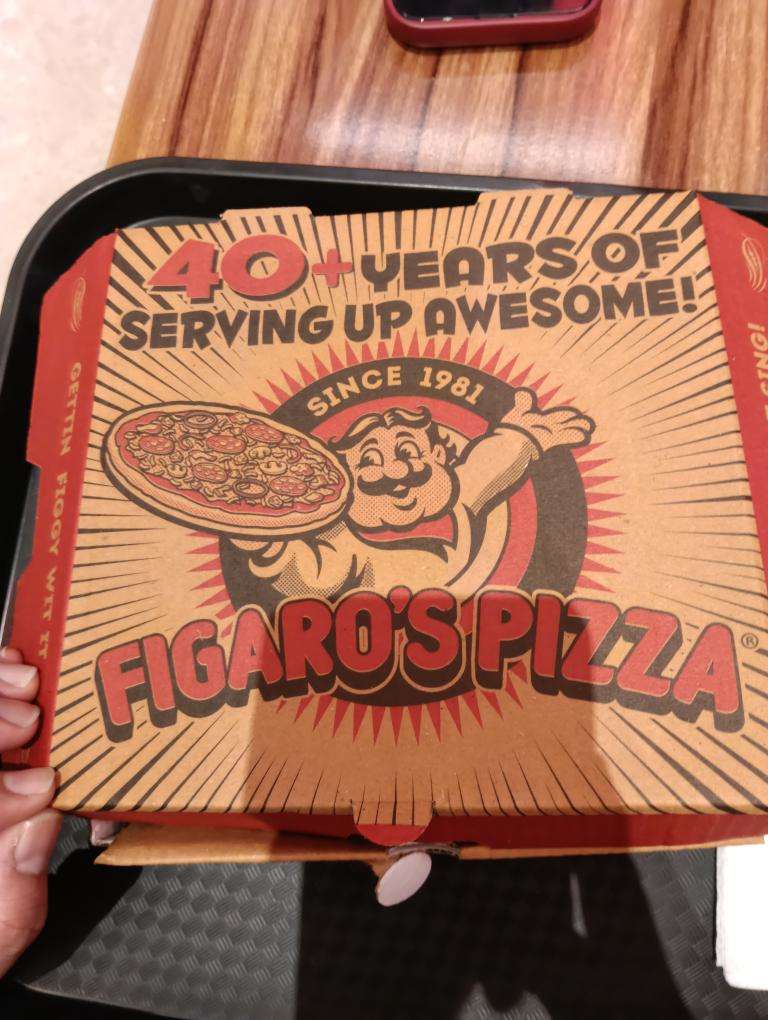 40+ YEARS OF
SERVING UP AWESOME!
SINCE 1981
FIGARO'S PIZZA®
GETTIN FIGGY WIT IT